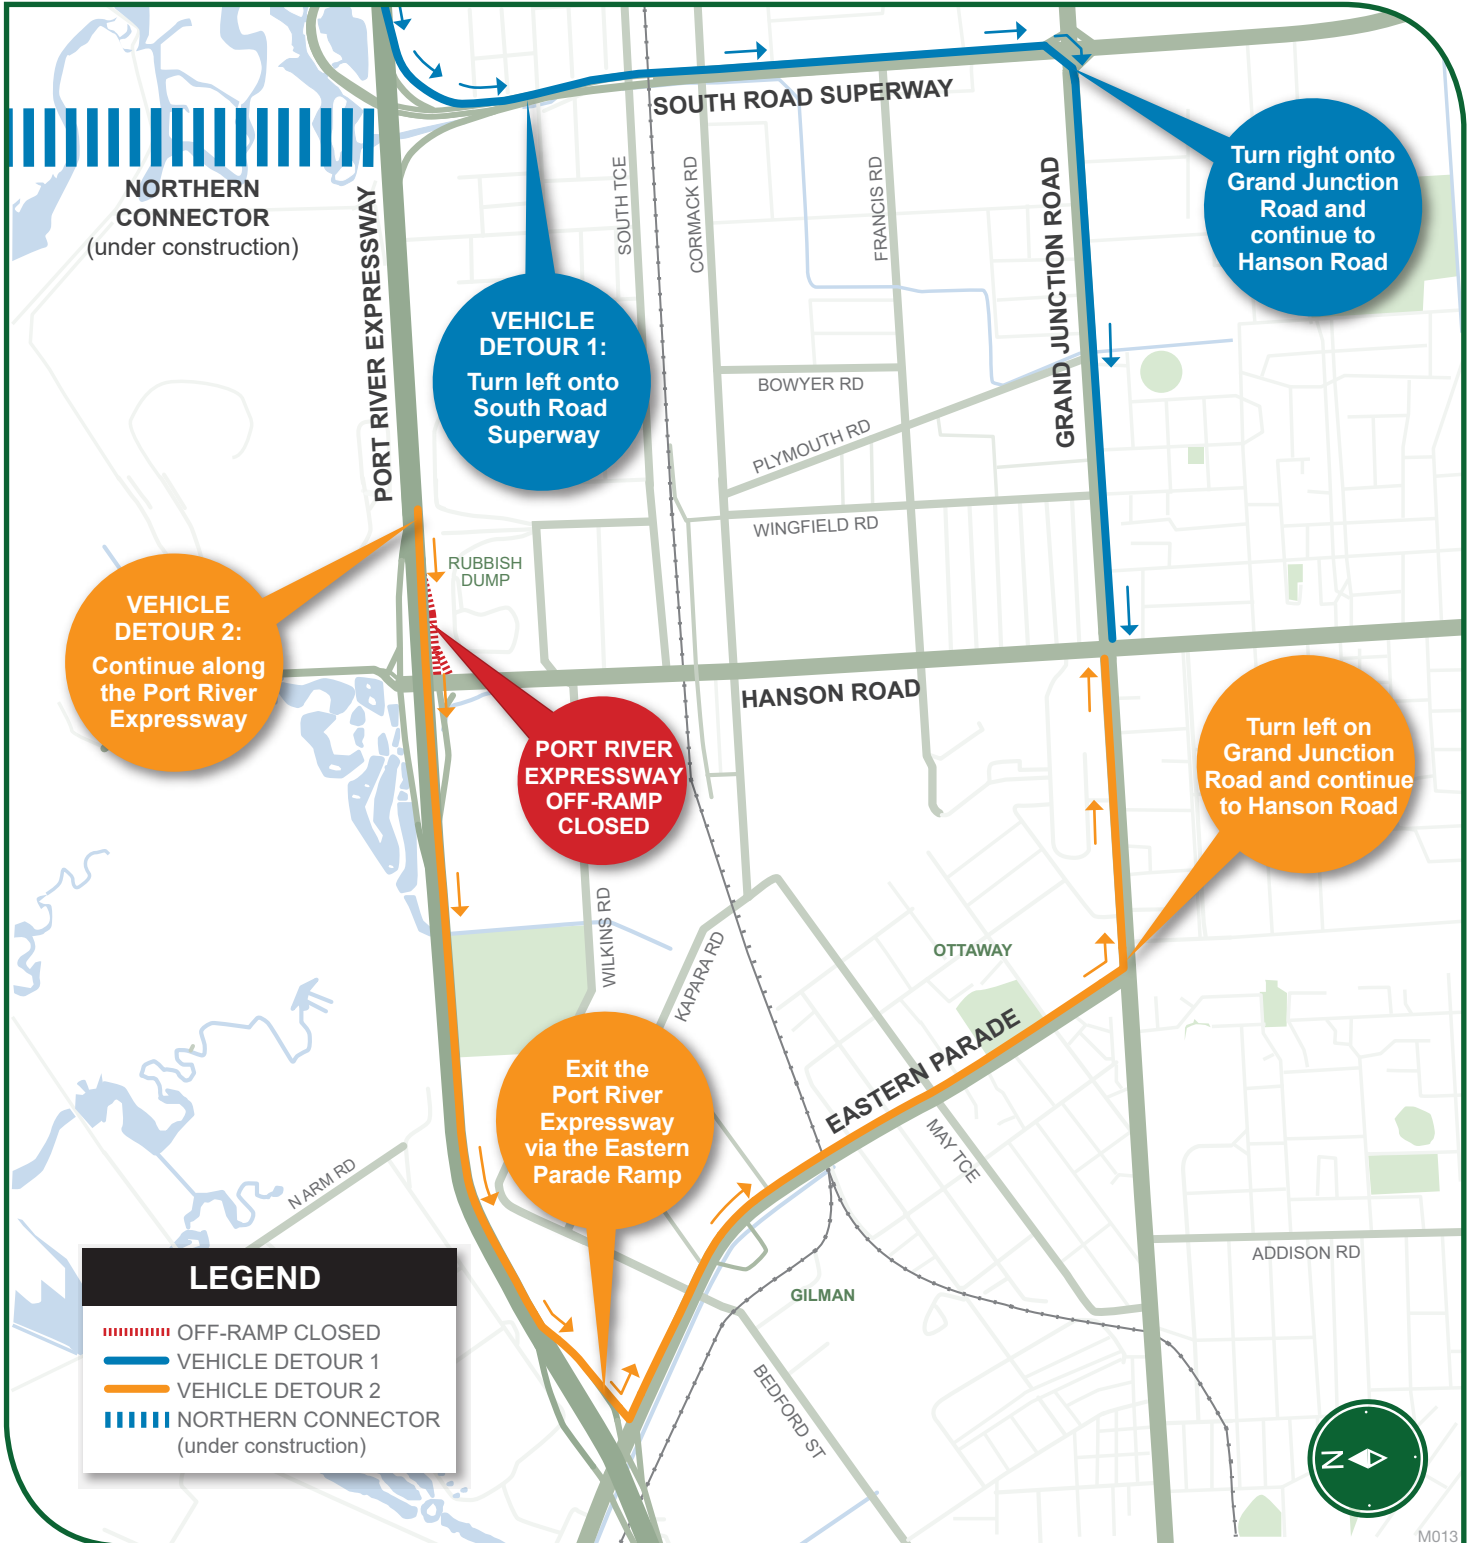 SOUTH ROAD SUPERWAY
NORTHERN
CONNECTOR
(under construction)
PORT RIVER EXPRESSWAY
SOUTH TCE
CORMACK RD
FRANCIS RD
GRAND JUNCTION ROAD
Turn right onto
Grand Junction
Road and
continue to
Hanson Road
VEHICLE
DETOUR 1:
Turn left onto
South Road
Superway
BOWYER RD
PLYMOUTH RD
WINGFIELD RD
RUBBISH
DUMP
VEHICLE
DETOUR 2:
Continue along
the Port River
Expressway
HANSON ROAD
PORT RIVER
EXPRESSWAY
OFF-RAMP
CLOSED
Turn left on
Grand Junction
Road and continue
to Hanson Road
WILKINS RD
KAPARA RD
OTTAWAY
EASTERN PARADE
MAY TCE
Exit the
Port River
Expressway
via the Eastern
Parade Ramp
N ARM RD
ADDISON RD
GILMAN
BEDFORD ST
LEGEND
OFF-RAMP CLOSED
VEHICLE DETOUR 1
VEHICLE DETOUR 2
NORTHERN CONNECTOR
(under construction)
N
M013